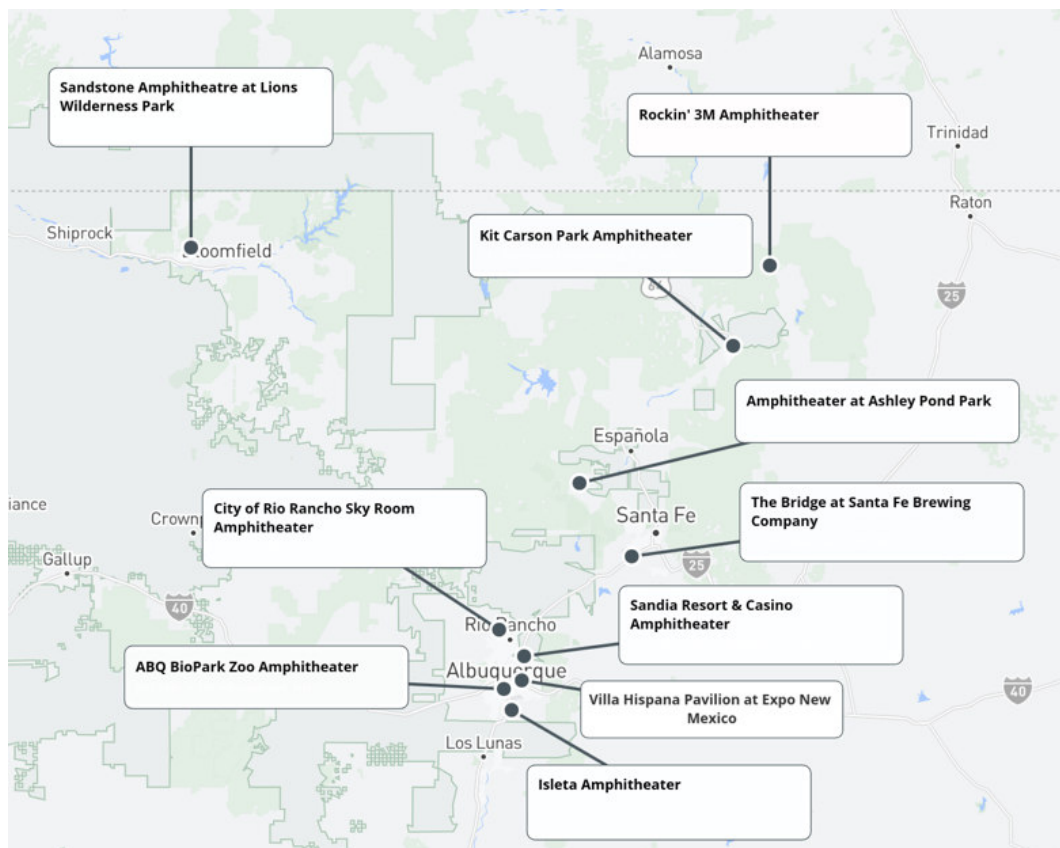 Alamosa
Sandstone Amphitheatre at Lions
Wilderness Park
Rockin' 3M Amphitheater
Trinidad
Raton
Shiprock
Kit Carson Park Amphitheater
25
Amphitheater at Ashley Pond Park
Española
City of Rio Rancho Sky Room
Amphitheater
The Bridge at Santa Fe Brewing
Company
Santa Fe
Gallup
25
40
Sandia Resort & Casino
Amphitheater
Rio Rancho
ABQ BioPark Zoo Amphitheater
Albuquerque
40
Villa Hispana Pavilion at Expo New
Mexico
Los Lunas
Isleta Amphitheater